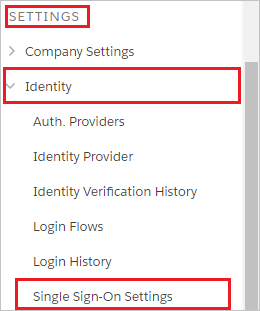 SETTINGS
Company Settings
Identity
Auth. Providers
Identity Provider
Identity Verification History
Login Flows
Login History
Single Sign-On Settings